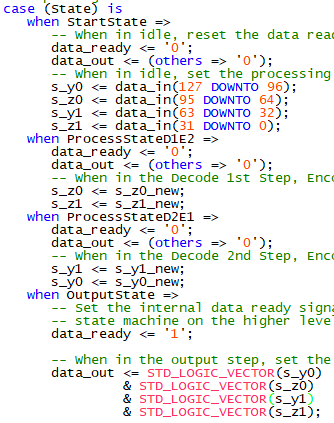 case (State) is
when StartState =>
-- When in idle, reset the data rea
data_ready <= '0';
data_out <= (others => '0');
-- When in idle, set the processing
s_y0 <= data_in(127 DOWNTO 96);
s_z0 <= data_in(95 DOWNTO 64);
s_y1 <= data_in(63 DOWNTO 32);
s_z1 <= data_in(31 DOWNTO 0);
when ProcessStateD1E2 =>
data_ready <= '0';
data_out <= (others => '0');
-- When in the Decode 1st Step, Enco
s_z0 <= s_z0_new;
s_z1 <= s_z1_new;
when ProcessStateD2E1 =>
data_ready <= '0';
data_out <= (others => '0');
-- When in the Decode 2nd Step, Enco
s_y1 <= s_y1_new;
s_y0 <= s_y0_new;
when OutputState =>
-- Set the internal data ready signa
-- state machine on the higher level
data_ready <= '1';
-- When in the output step, set the
data_out <= STD_LOGIC_VECTOR(s_y0)
& STD_LOGIC_VECTOR(s_z0)
& STD_LOGIC_VECTOR(s_y1)
& STD_LOGIC_VECTOR(s_z1);